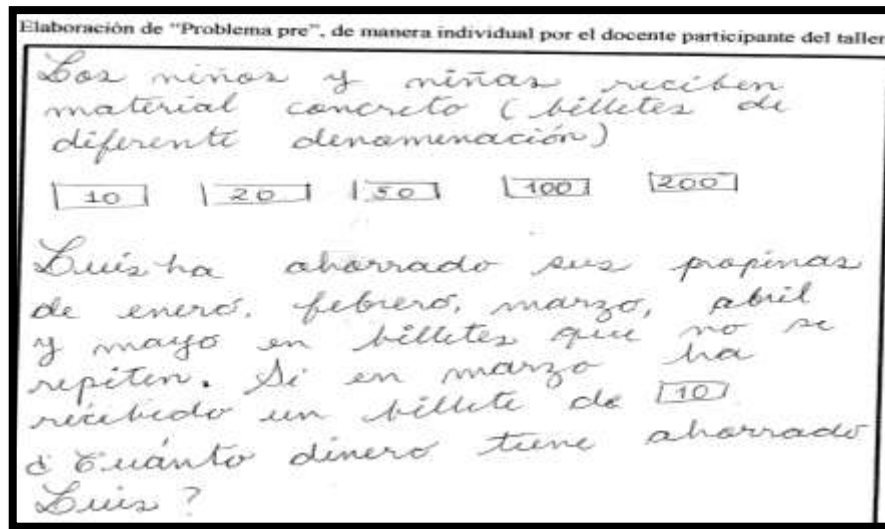 Elaboración de "Problema pre", de manera individual por el docente participante del taller
Los niños y niñas reciben
material concreto (billetes de
diferente denominación)
10 20 50 100 200
Luis ha ahorrado sus propinas
de enero, febrero, marzo, abril
y mayo en billetes que no se
repiten. Si en marzo ha
recibido un billete de 10
¿Cuánto dinero tiene ahorrado
Luis?